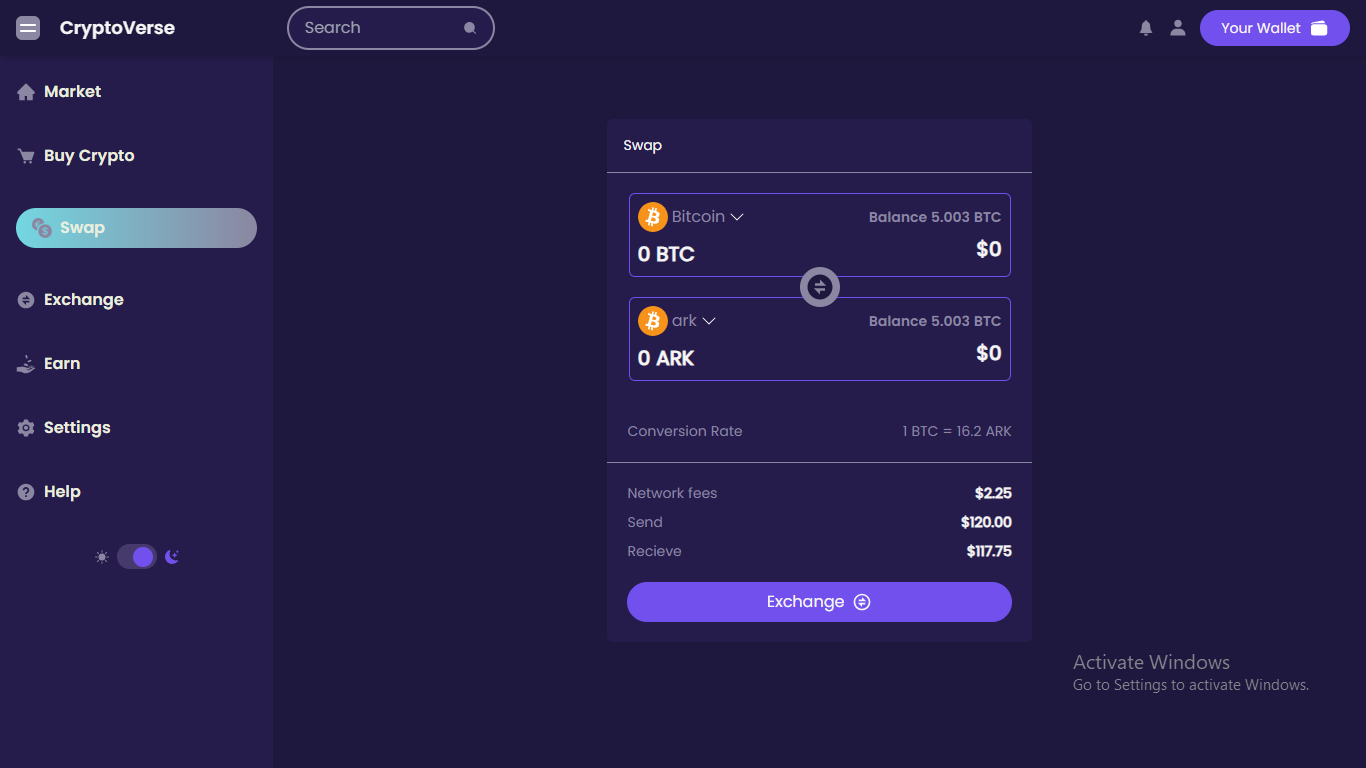 CryptoVerse
Search
Your Wallet
Market
Buy Crypto
Swap
Exchange
Earn
Settings
Help
Swap
Bitcoin Balance 5.003 BTC
0 BTC $0
ark Balance 5.003 BTC
0 ARK $0
Conversion Rate 1 BTC = 16.2 ARK
Network fees $2.25
Send $120.00
Recieve $117.75
Exchange
Activate Windows
Go to Settings to activate Windows.